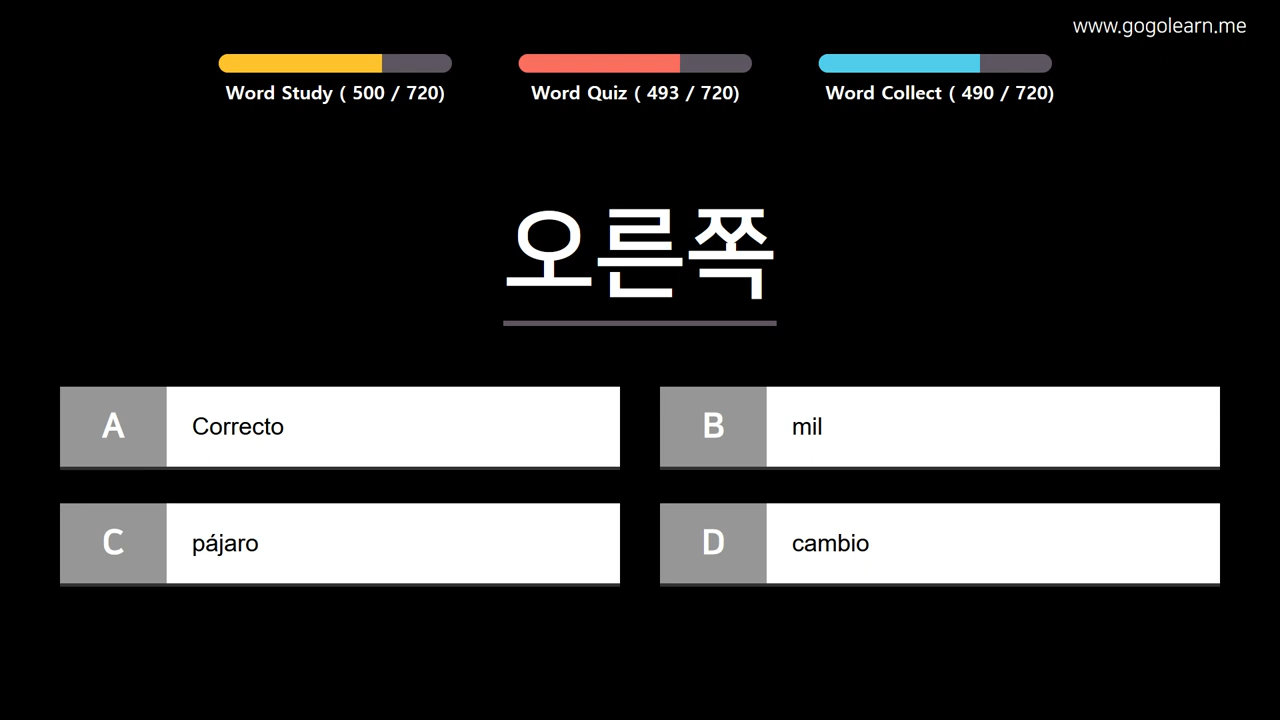 www.gogolearn.me
Word Study ( 500 / 720)
Word Quiz ( 493 / 720)
Word Collect ( 490 / 720)
오른쪽
A Correcto
B mil
C pájaro
D cambio